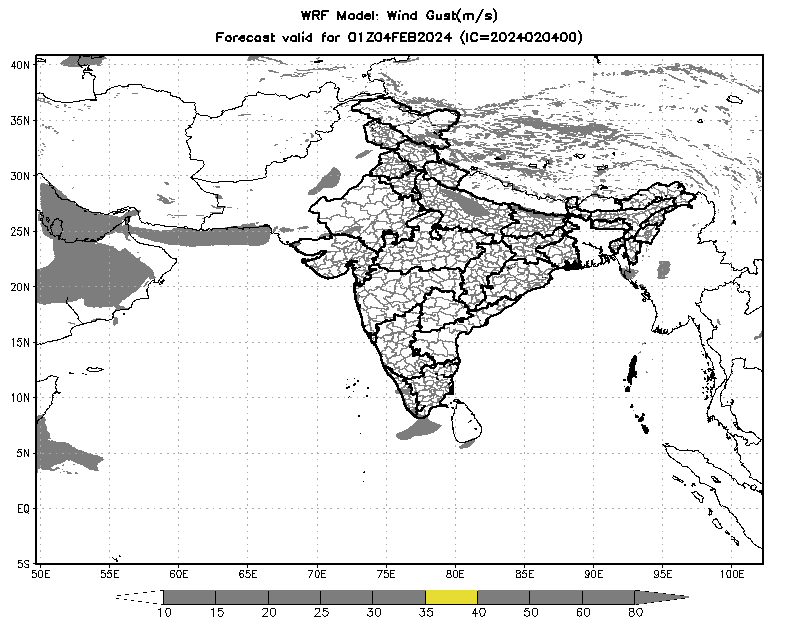 WRF Model: Wind Gust(m/s)
Forecast valid for 01Z04FEB2024 (IC=2024020400)
40N
35N
30N
25N
20N
15N
10N
5N
EQ
5S
50E 55E 60E 65E 70E 75E 80E 85E 90E 95E 100E
10 15 20 25 30 35 40 50 60 80